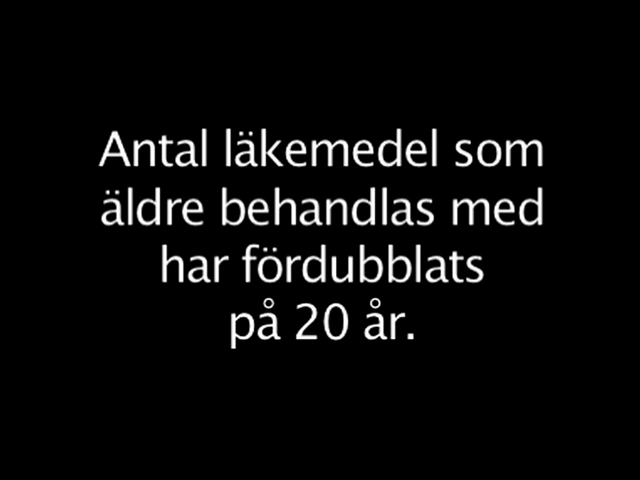 Antal läkemedel som
äldre behandlas med
har fördubblats
på 20 år.